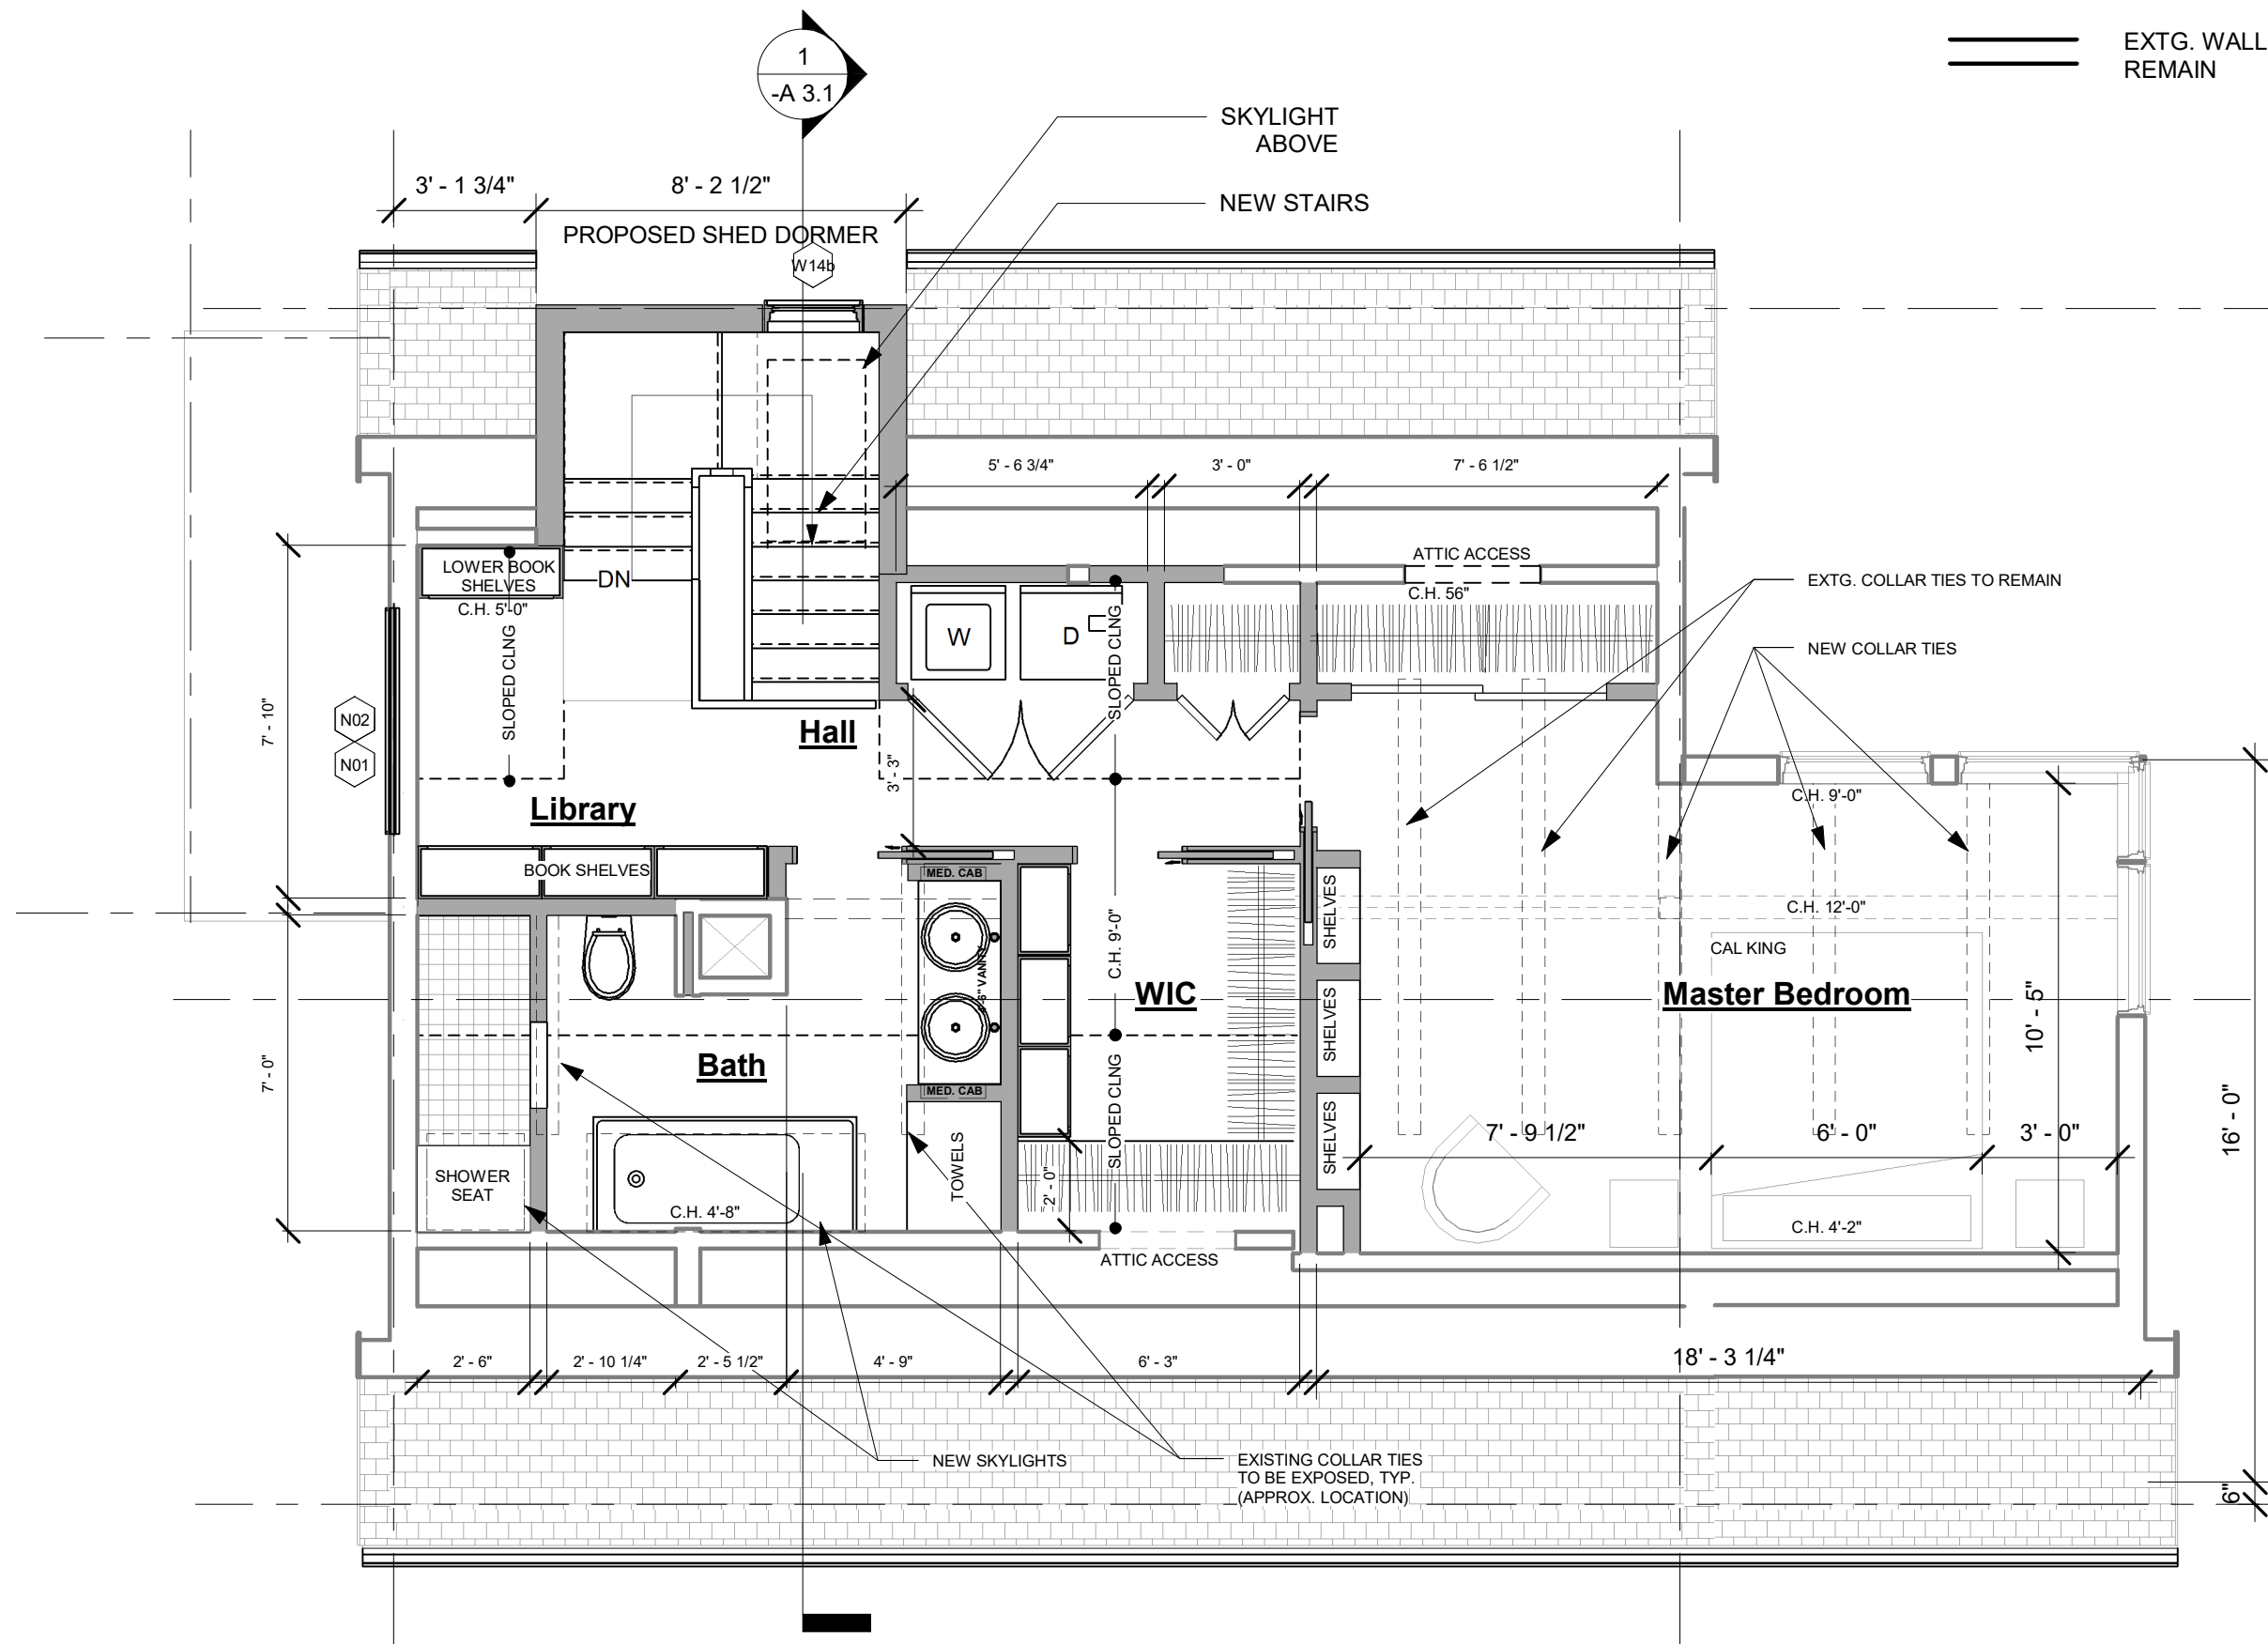 1
-A 3.1
EXTG. WALL
REMAIN
SKYLIGHT
ABOVE
3' - 1 3/4"
8' - 2 1/2"
NEW STAIRS
PROPOSED SHED DORMER
W14b
5' - 6 3/4"
3' - 0"
7' - 6 1/2"
LOWER BOOK
SHELVES
C.H. 5'-0"
DN
ATTIC ACCESS
C.H. 56"
EXTG. COLLAR TIES TO REMAIN
W
D
SLOPED CLNG
SLOPED CLNG
NEW COLLAR TIES
7' - 10"
N02
N01
Hall
3' - 3"
Library
C.H. 9'-0"
BOOK SHELVES
MED. CAB
SHELVES
C.H. 12'-0"
CAL KING
C.H. 9'-0"
WIC
Master Bedroom
10' - 5"
SHELVES
7' - 0"
Bath
MED. CAB
SLOPED CLNG
SHELVES
16' - 0"
7' - 9 1/2"
6' - 0"
3' - 0"
SHOWER
SEAT
TOWELS
2' - 0"
C.H. 4'-8"
C.H. 4'-2"
ATTIC ACCESS
2' - 6"
2' - 10 1/4"
2' - 5 1/2"
4' - 9"
6' - 3"
18' - 3 1/4"
NEW SKYLIGHTS
EXISTING COLLAR TIES
TO BE EXPOSED, TYP.
(APPROX. LOCATION)
6"